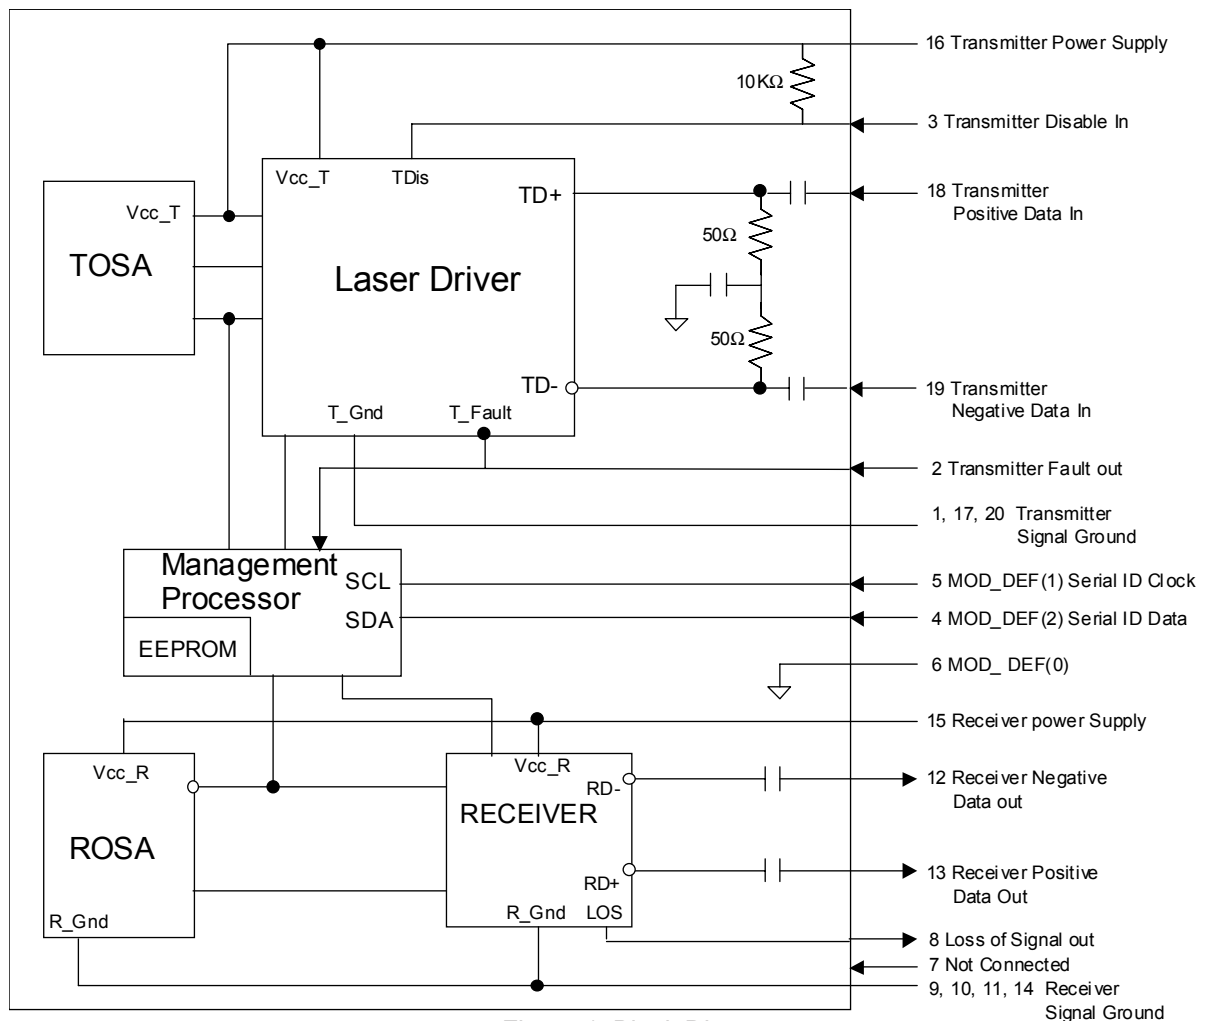 16 Transmitter Power Supply
10KΩ
3 Transmitter Disable In
Vcc_T
TDis
TD+
18 Transmitter
Positive Data In
Vcc_T
TOSA
50Ω
Laser Driver
50Ω
TD-
19 Transmitter
Negative Data In
T_Gnd
T_Fault
2 Transmitter Fault out
1, 17, 20 Transmitter
Signal Ground
Management
Processor
SCL
5 MOD_DEF(1) Serial ID Clock
SDA
4 MOD_DEF(2) Serial ID Data
EEPROM
6 MOD_ DEF(0)
15 Receiver power Supply
Vcc_R
Vcc_R
RD-
12 Receiver Negative
Data out
RECEIVER
ROSA
RD+
13 Receiver Positive
Data Out
R_Gnd
R_Gnd
LOS
8 Loss of Signal out
7 Not Connected
9, 10, 11, 14 Receiver
Signal Ground